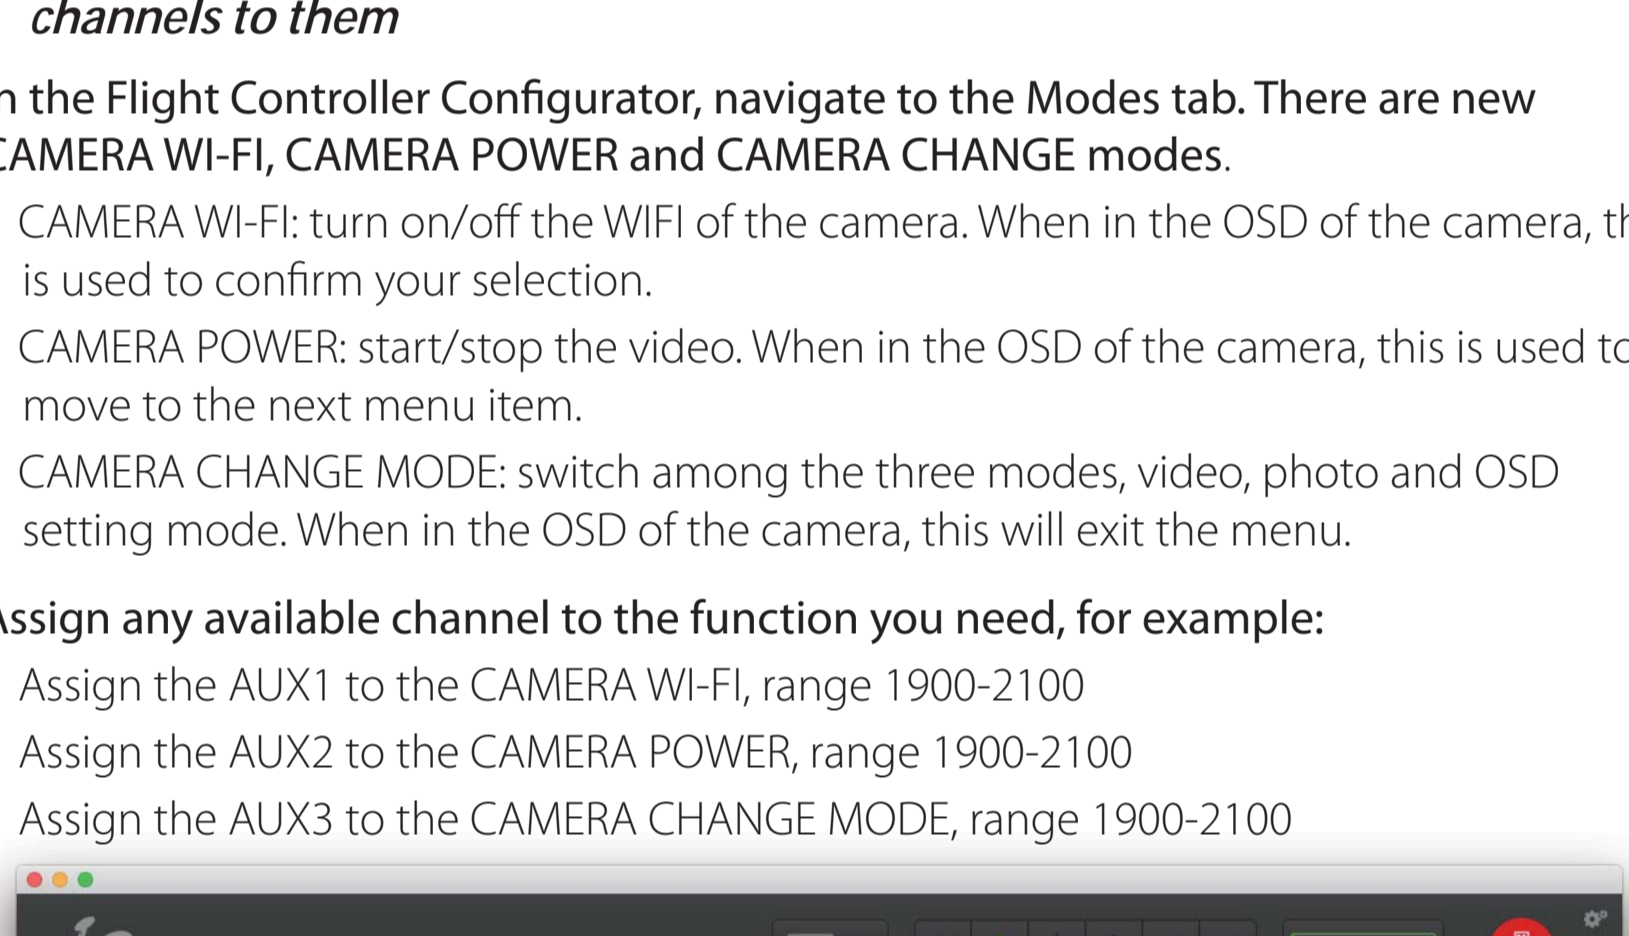 channels to them
n the Flight Controller Configurator, navigate to the Modes tab. There are new
CAMERA WI-FI, CAMERA POWER and CAMERA CHANGE modes.
CAMERA WI-FI: turn on/off the WIFI of the camera. When in the OSD of the camera, th
is used to confirm your selection.
CAMERA POWER: start/stop the video. When in the OSD of the camera, this is used to
move to the next menu item.
CAMERA CHANGE MODE: switch among the three modes, video, photo and OSD
setting mode. When in the OSD of the camera, this will exit the menu.
Assign any available channel to the function you need, for example:
Assign the AUX1 to the CAMERA WI-FI, range 1900-2100
Assign the AUX2 to the CAMERA POWER, range 1900-2100
Assign the AUX3 to the CAMERA CHANGE MODE, range 1900-2100